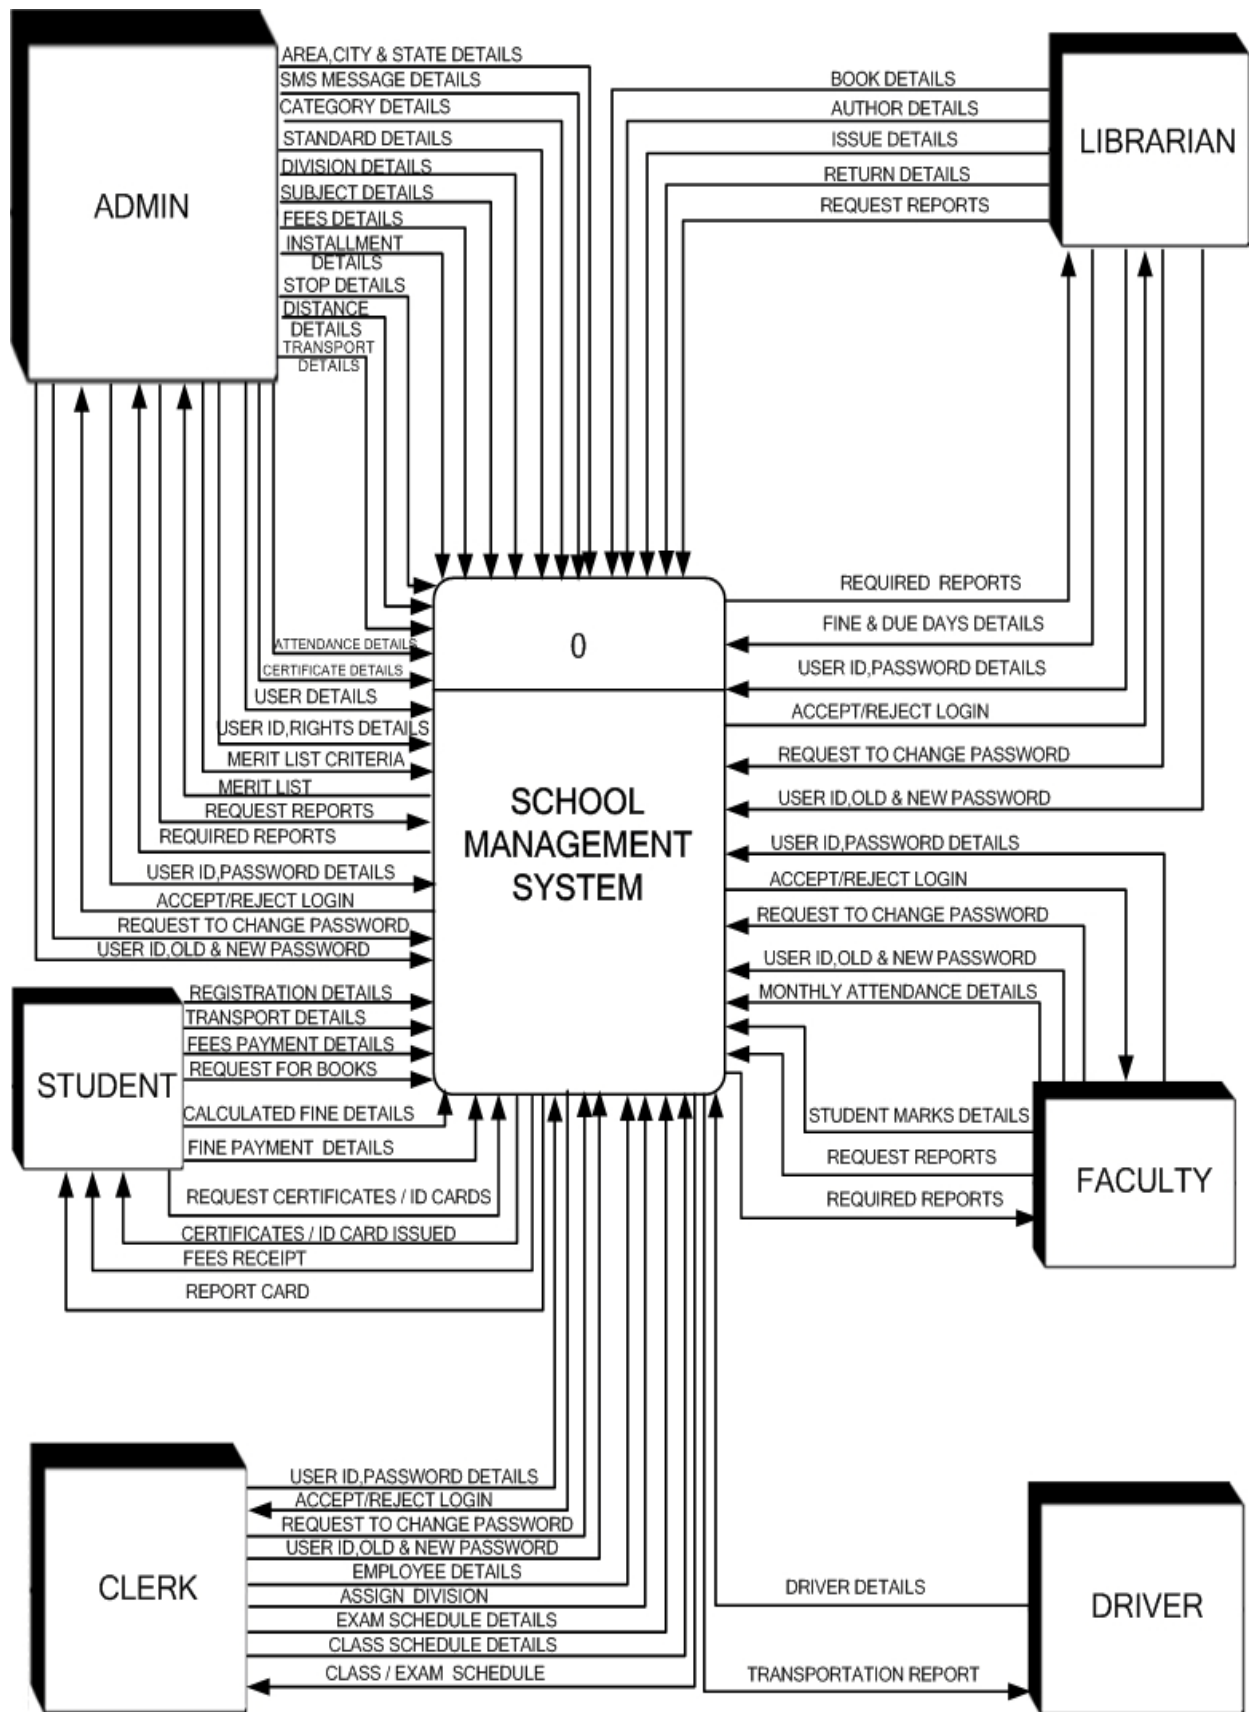 AREA,CITY & STATE DETAILS
SMS MESSAGE DETAILS
CATEGORY DETAILS
STANDARD DETAILS
DIVISION DETAILS
SUBJECT DETAILS
FEES DETAILS
INSTALLMENT
DETAILS
STOP DETAILS
DISTANCE
DETAILS
TRANSPORT
DETAILS
ADMIN
BOOK DETAILS
AUTHOR DETAILS
ISSUE DETAILS
RETURN DETAILS
REQUEST REPORTS
LIBRARIAN
ATTENDANCE DETAILS
CERTIFICATE DETAILS
USER DETAILS
USER ID,RIGHTS DETAILS
MERIT LIST CRITERIA
MERIT LIST
REQUEST REPORTS
REQUIRED REPORTS
USER ID,PASSWORD DETAILS
ACCEPT/REJECT LOGIN
REQUEST TO CHANGE PASSWORD
USER ID,OLD & NEW PASSWORD
0
SCHOOL
MANAGEMENT
SYSTEM
REQUIRED REPORTS
FINE & DUE DAYS DETAILS
USER ID,PASSWORD DETAILS
ACCEPT/REJECT LOGIN
REQUEST TO CHANGE PASSWORD
USER ID,OLD & NEW PASSWORD
USER ID,PASSWORD DETAILS
ACCEPT/REJECT LOGIN
REQUEST TO CHANGE PASSWORD
USER ID,OLD & NEW PASSWORD
MONTHLY ATTENDANCE DETAILS
STUDENT MARKS DETAILS
REQUEST REPORTS
REQUIRED REPORTS
FACULTY
STUDENT
REGISTRATION DETAILS
TRANSPORT DETAILS
FEES PAYMENT DETAILS
REQUEST FOR BOOKS
CALCULATED FINE DETAILS
FINE PAYMENT DETAILS
REQUEST CERTIFICATES / ID CARDS
CERTIFICATES / ID CARD ISSUED
FEES RECEIPT
REPORT CARD
CLERK
USER ID,PASSWORD DETAILS
ACCEPT/REJECT LOGIN
REQUEST TO CHANGE PASSWORD
USER ID,OLD & NEW PASSWORD
EMPLOYEE DETAILS
ASSIGN DIVISION
EXAM SCHEDULE DETAILS
CLASS SCHEDULE DETAILS
CLASS / EXAM SCHEDULE
DRIVER DETAILS
TRANSPORTATION REPORT
DRIVER